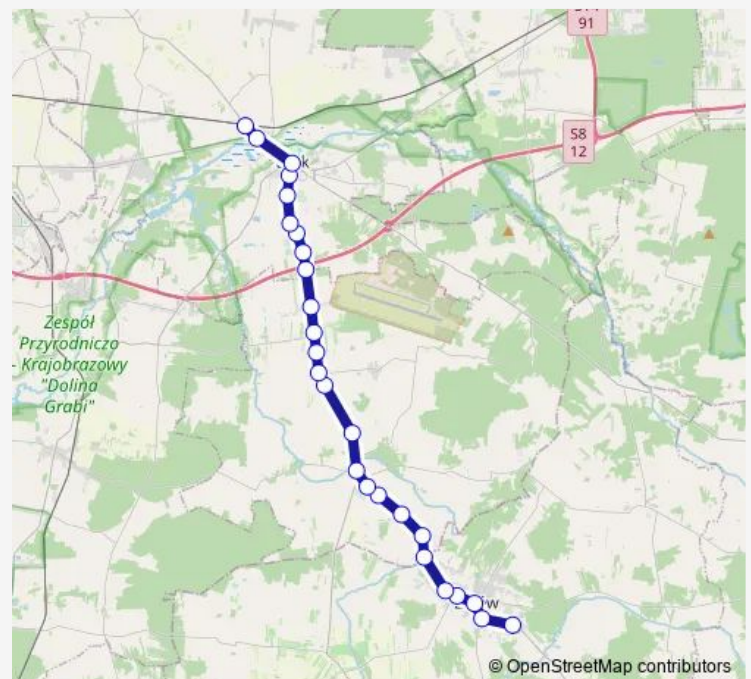 91
S8
12
Zespół
Przyrodniczo
- Krajobrazowy
"Dolina
Grabi"
© OpenStreetMap contributors